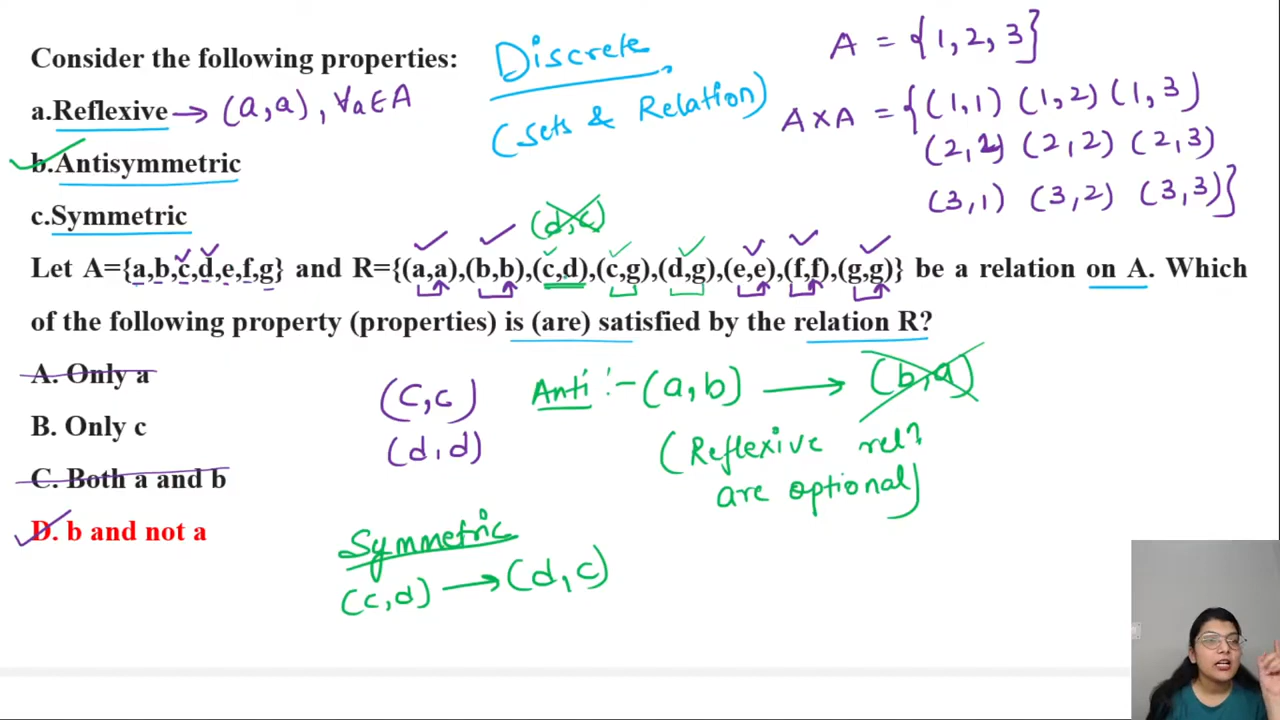 Consider the following properties:
Discrete
(Sets & Relation)
A = {1, 2, 3}
a.Reflexive → (a,a), ∀a∈A
A×A = {(1,1) (1,2) (1,3)
(2,2) (2,2) (2,3)
(3,1) (3,2) (3,3)}
b.Antisymmetric
c.Symmetric
(d,c)
Let A={a,b,c,d,e,f,g} and R={(a,a),(b,b),(c,d),(c,g),(d,g),(e,e),(f,f),(g,g)} be a relation on A. Which
of the following property (properties) is (are) satisfied by the relation R?
A. Only a
B. Only c
C. Both a and b
D. b and not a
(C,c)
(d,d)
Anti :- (a,b) → (b,a)
(Reflexive relⁿ
are optional)
Symmetric
(c,d) → (d,c)